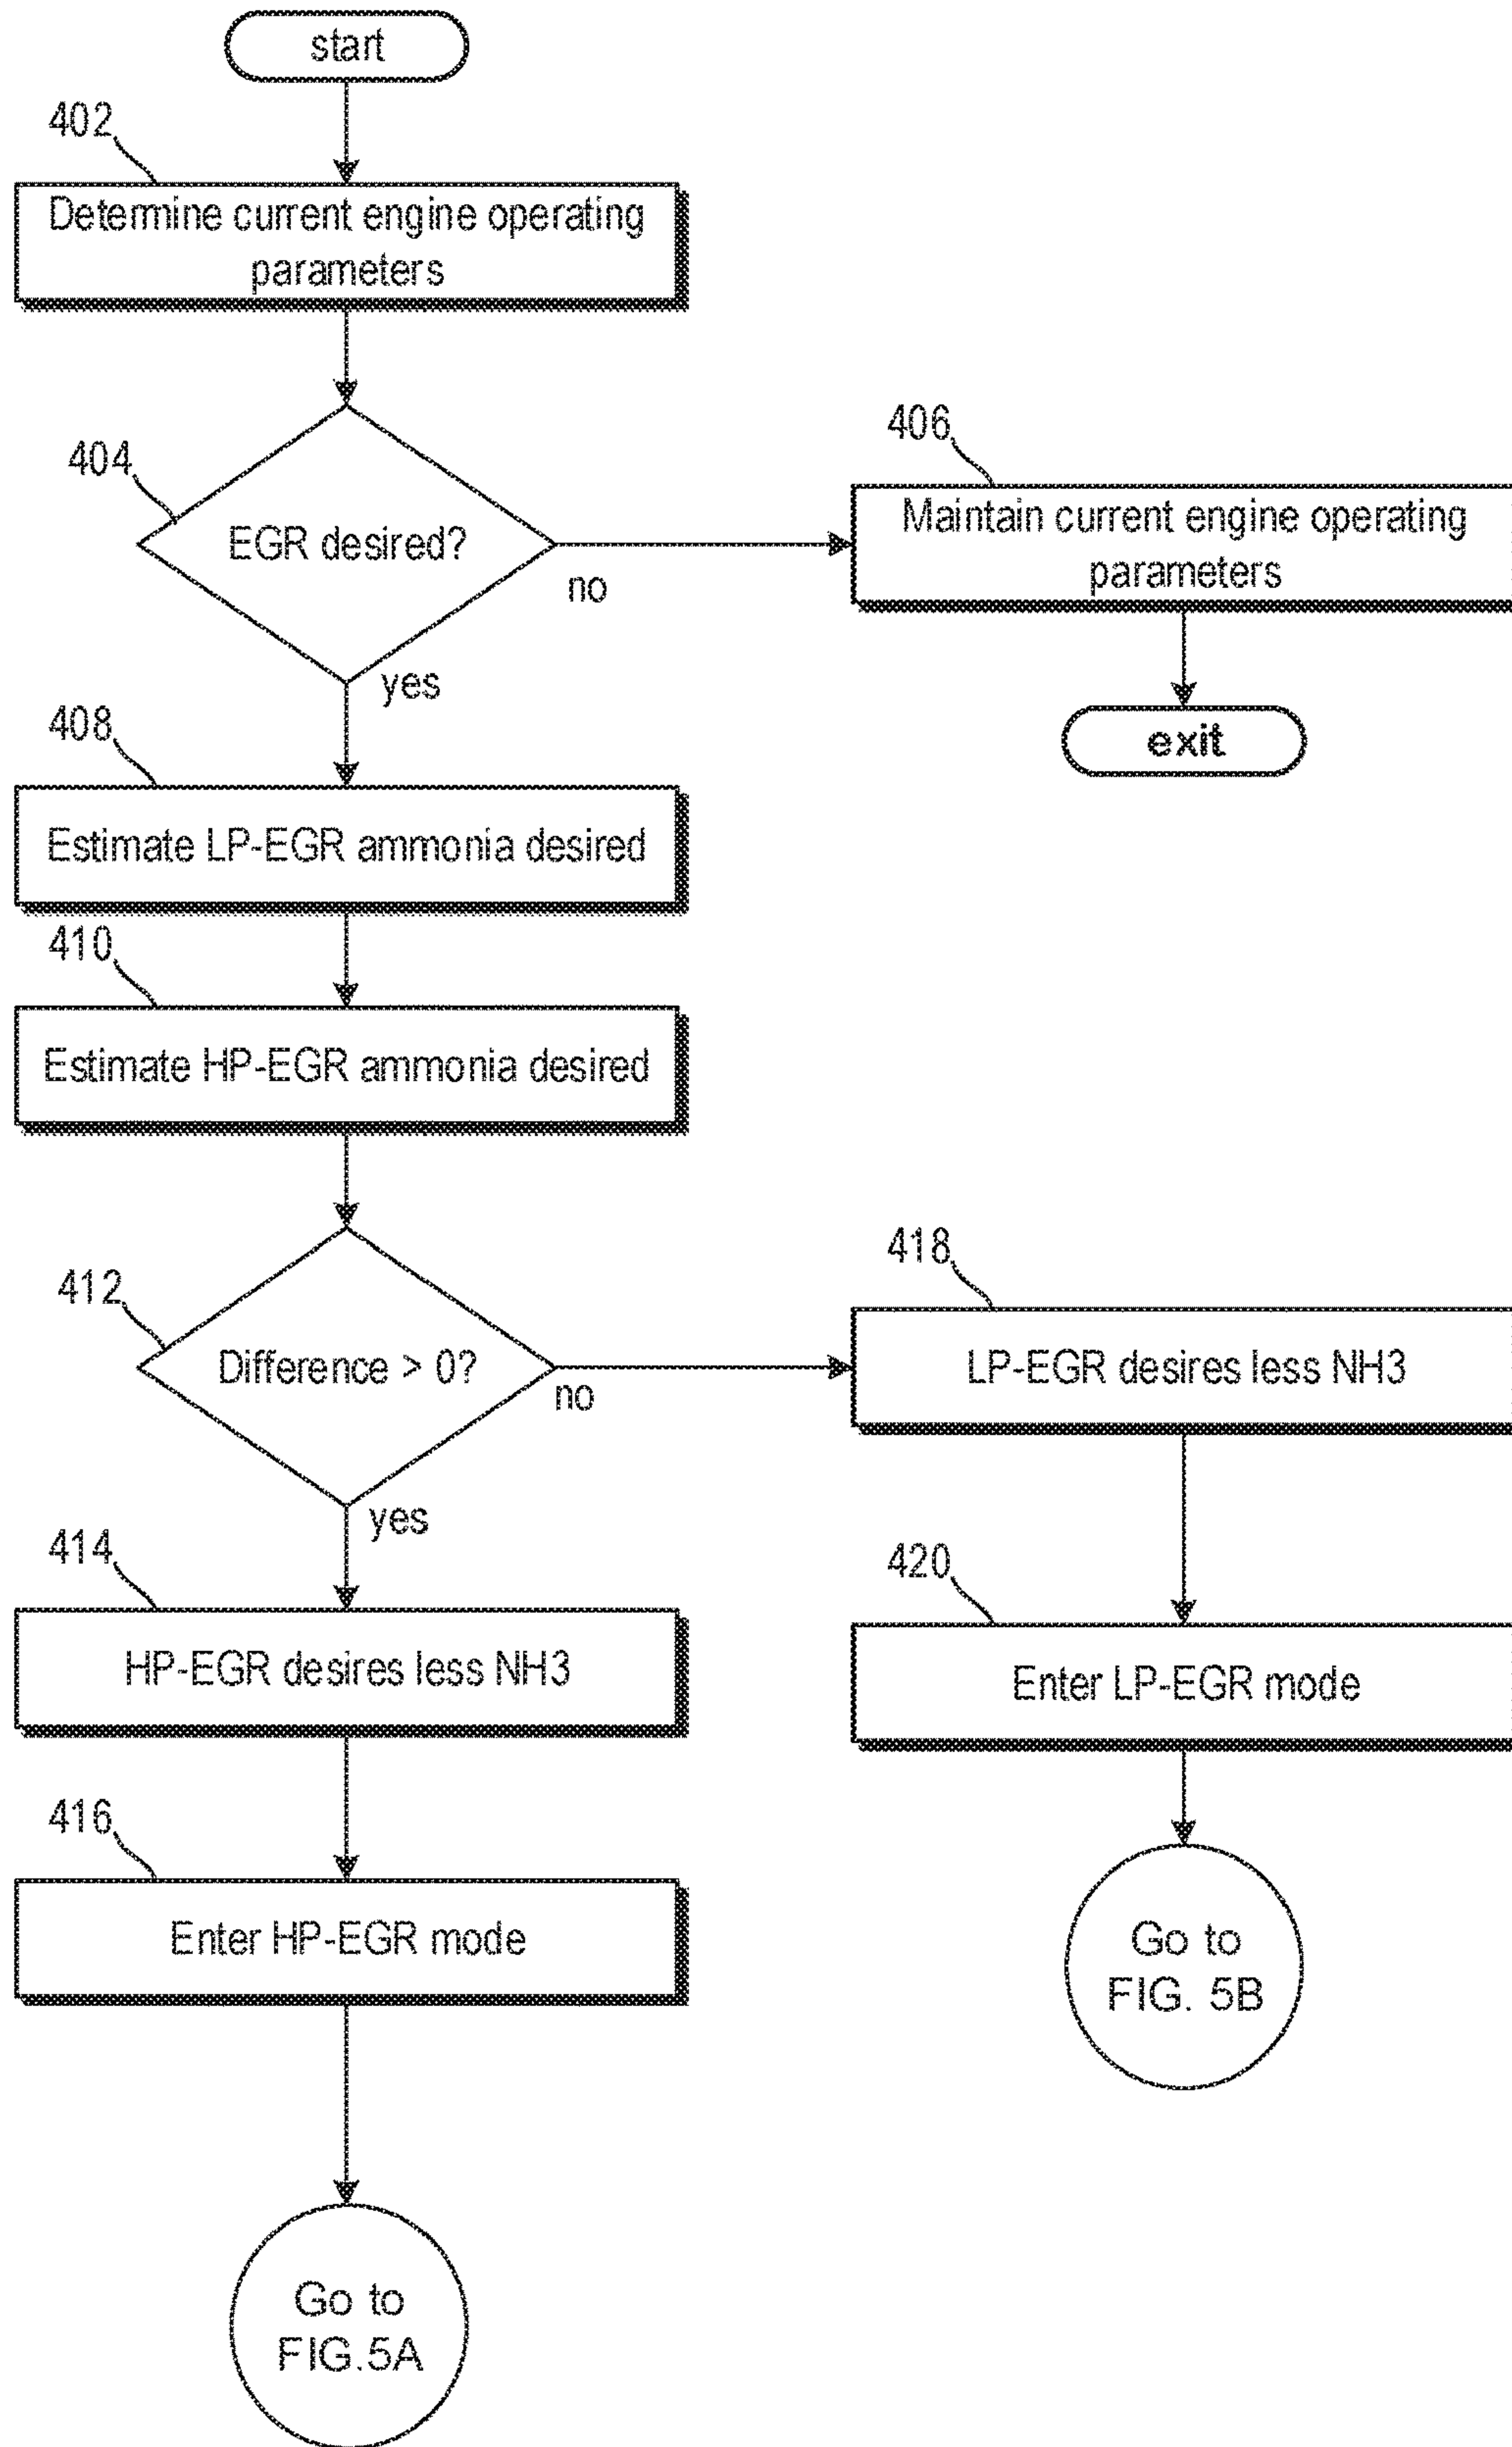 start
402
Determine current engine operating
parameters
404
EGR desired?
no
yes
406
Maintain current engine operating
parameters
exit
408
Estimate LP-EGR ammonia desired
410
Estimate HP-EGR ammonia desired
412
Difference > 0?
no
yes
418
LP-EGR desires less NH3
414
HP-EGR desires less NH3
420
Enter LP-EGR mode
416
Enter HP-EGR mode
Go to
FIG. 5B
Go to
FIG.5A